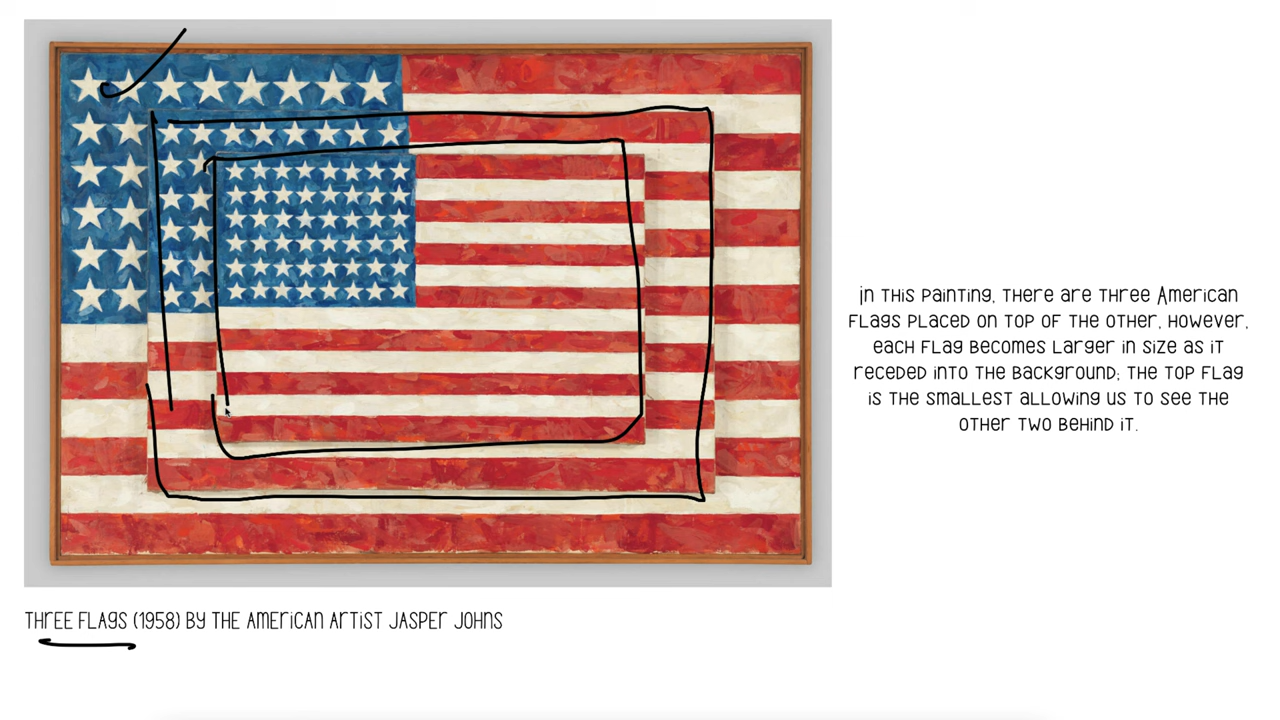 in this painting, there are three American
flags placed on top of the other, however,
each flag becomes larger in size as it
receded into the background; the top flag
is the smallest allowing us to see the
other two behind it.
Three Flags (1958) by the American artist Jasper Johns